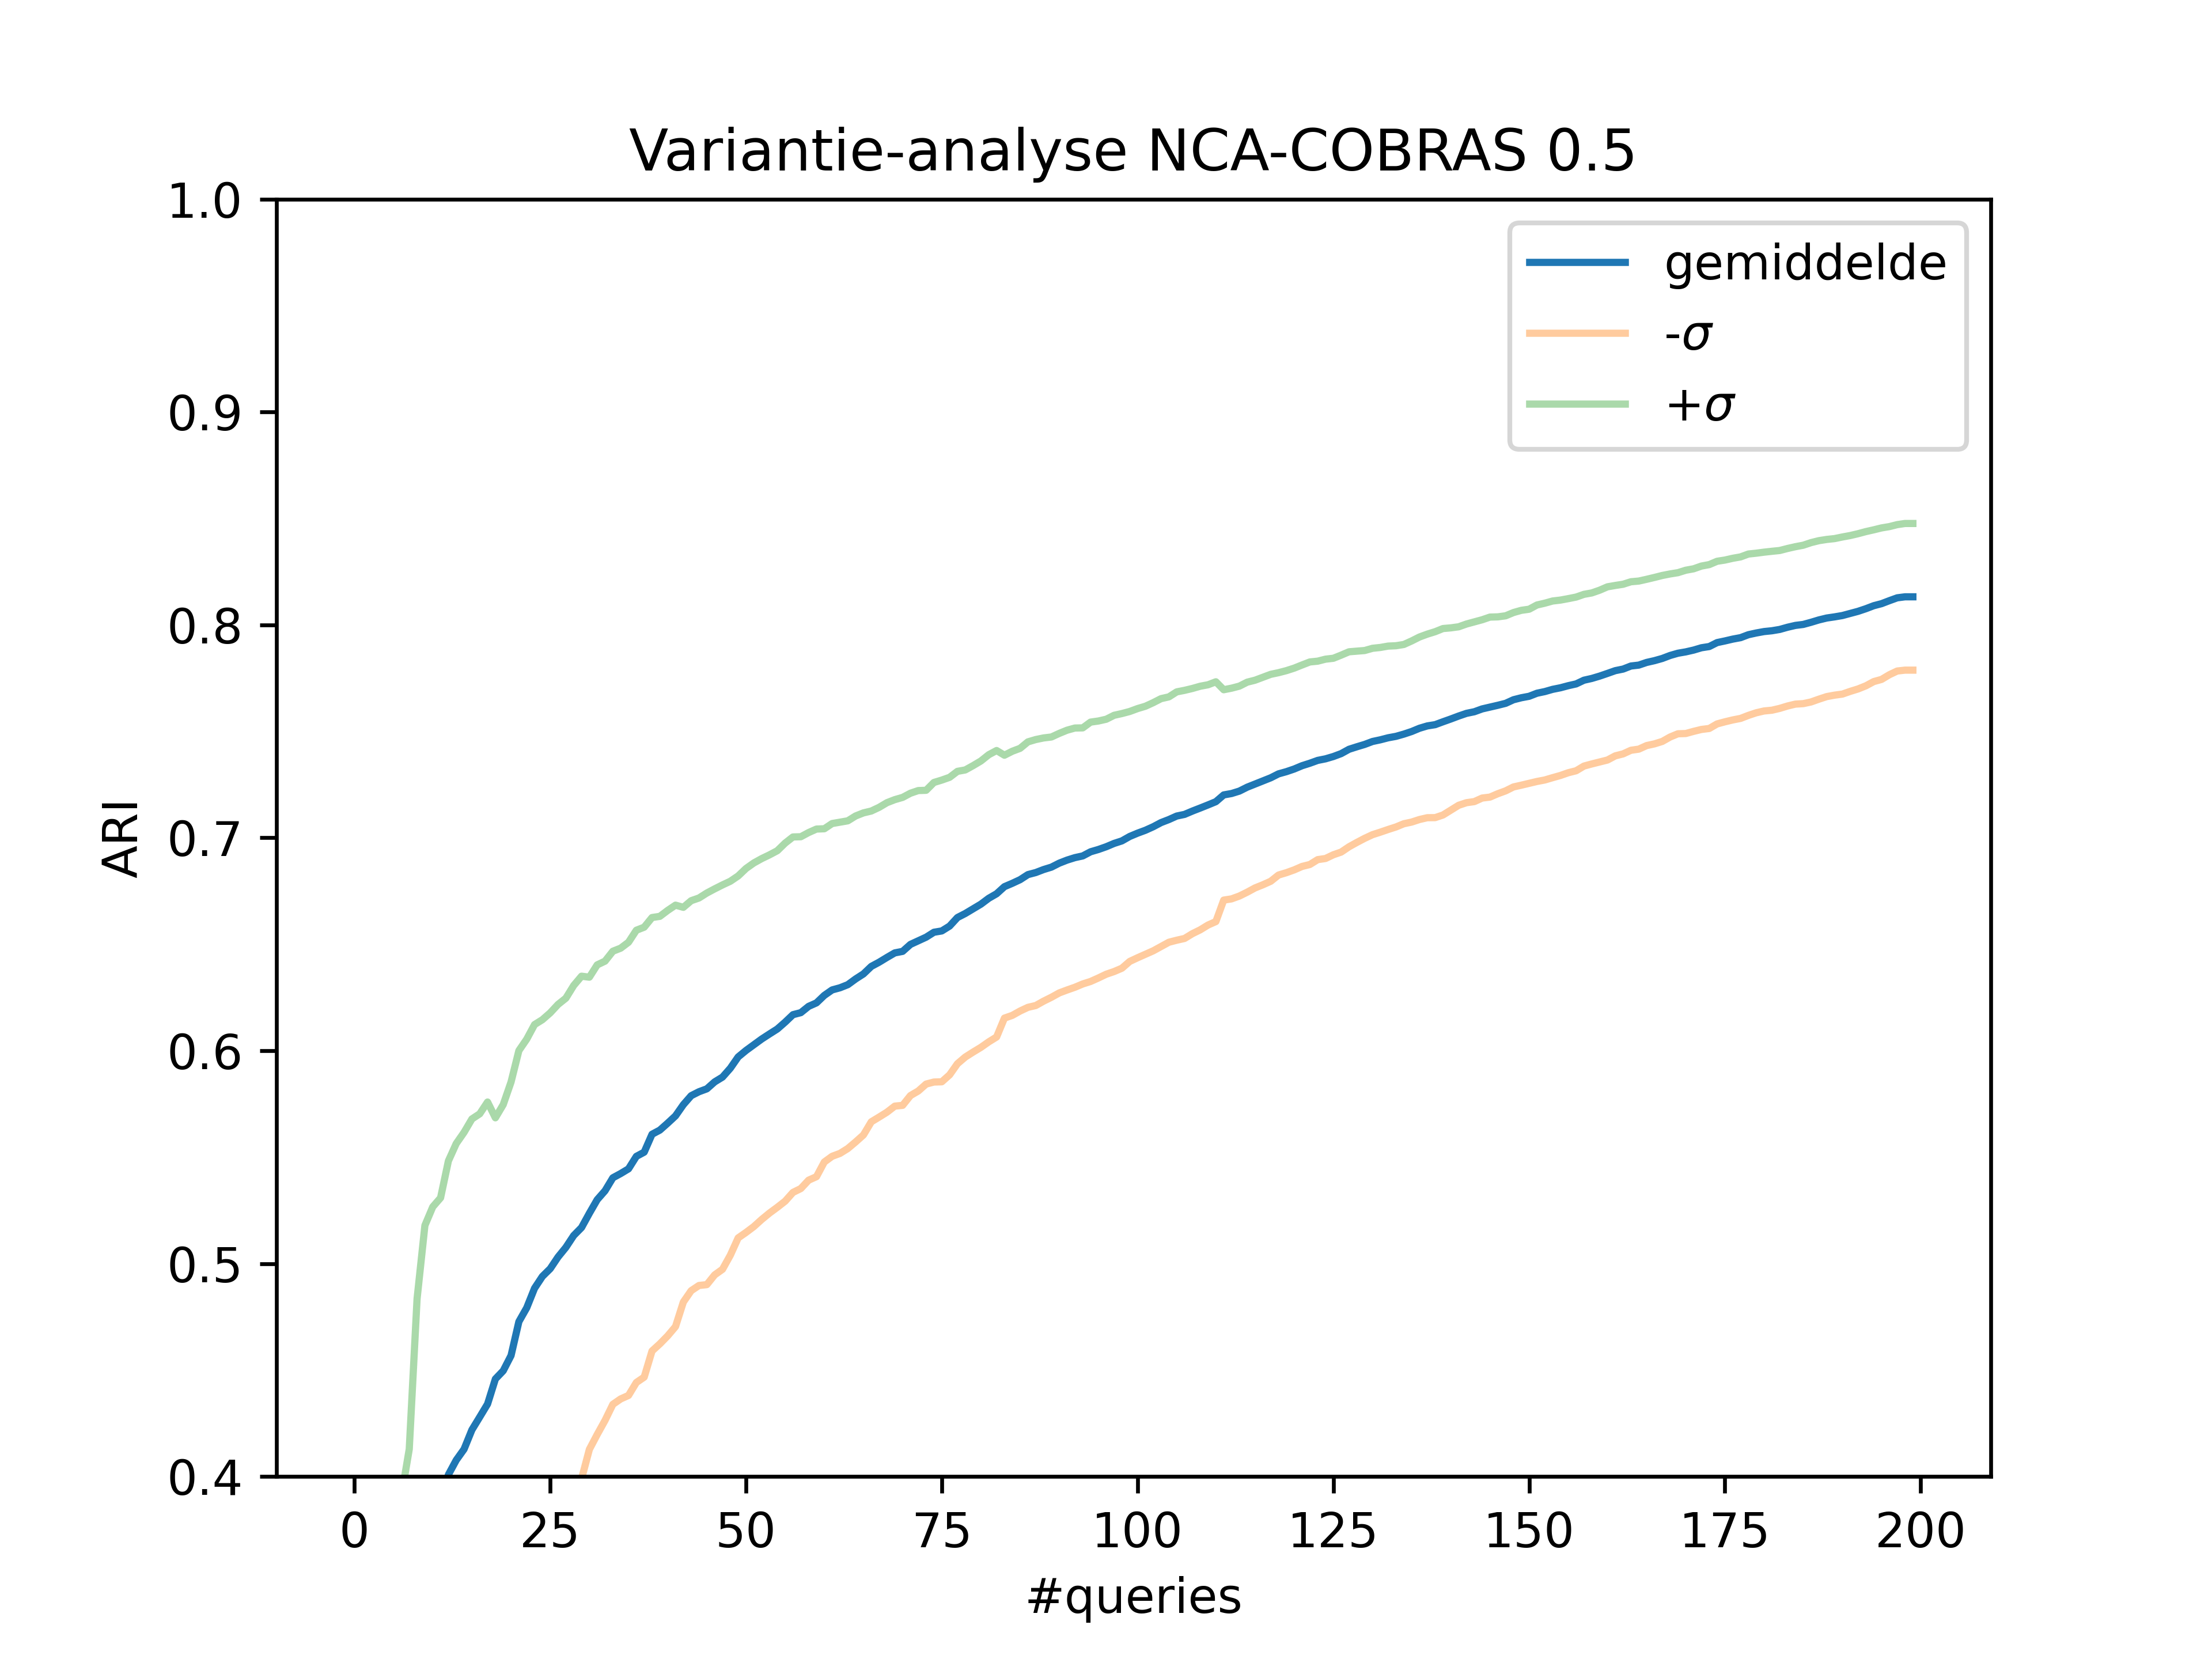 Variantie-analyse NCA-COBRAS 0.5
1.0
0.9
0.8
0.7
0.6
0.5
0.4
ARI
gemiddelde
-σ
+σ
0 25 50 75 100 125 150 175 200
#queries